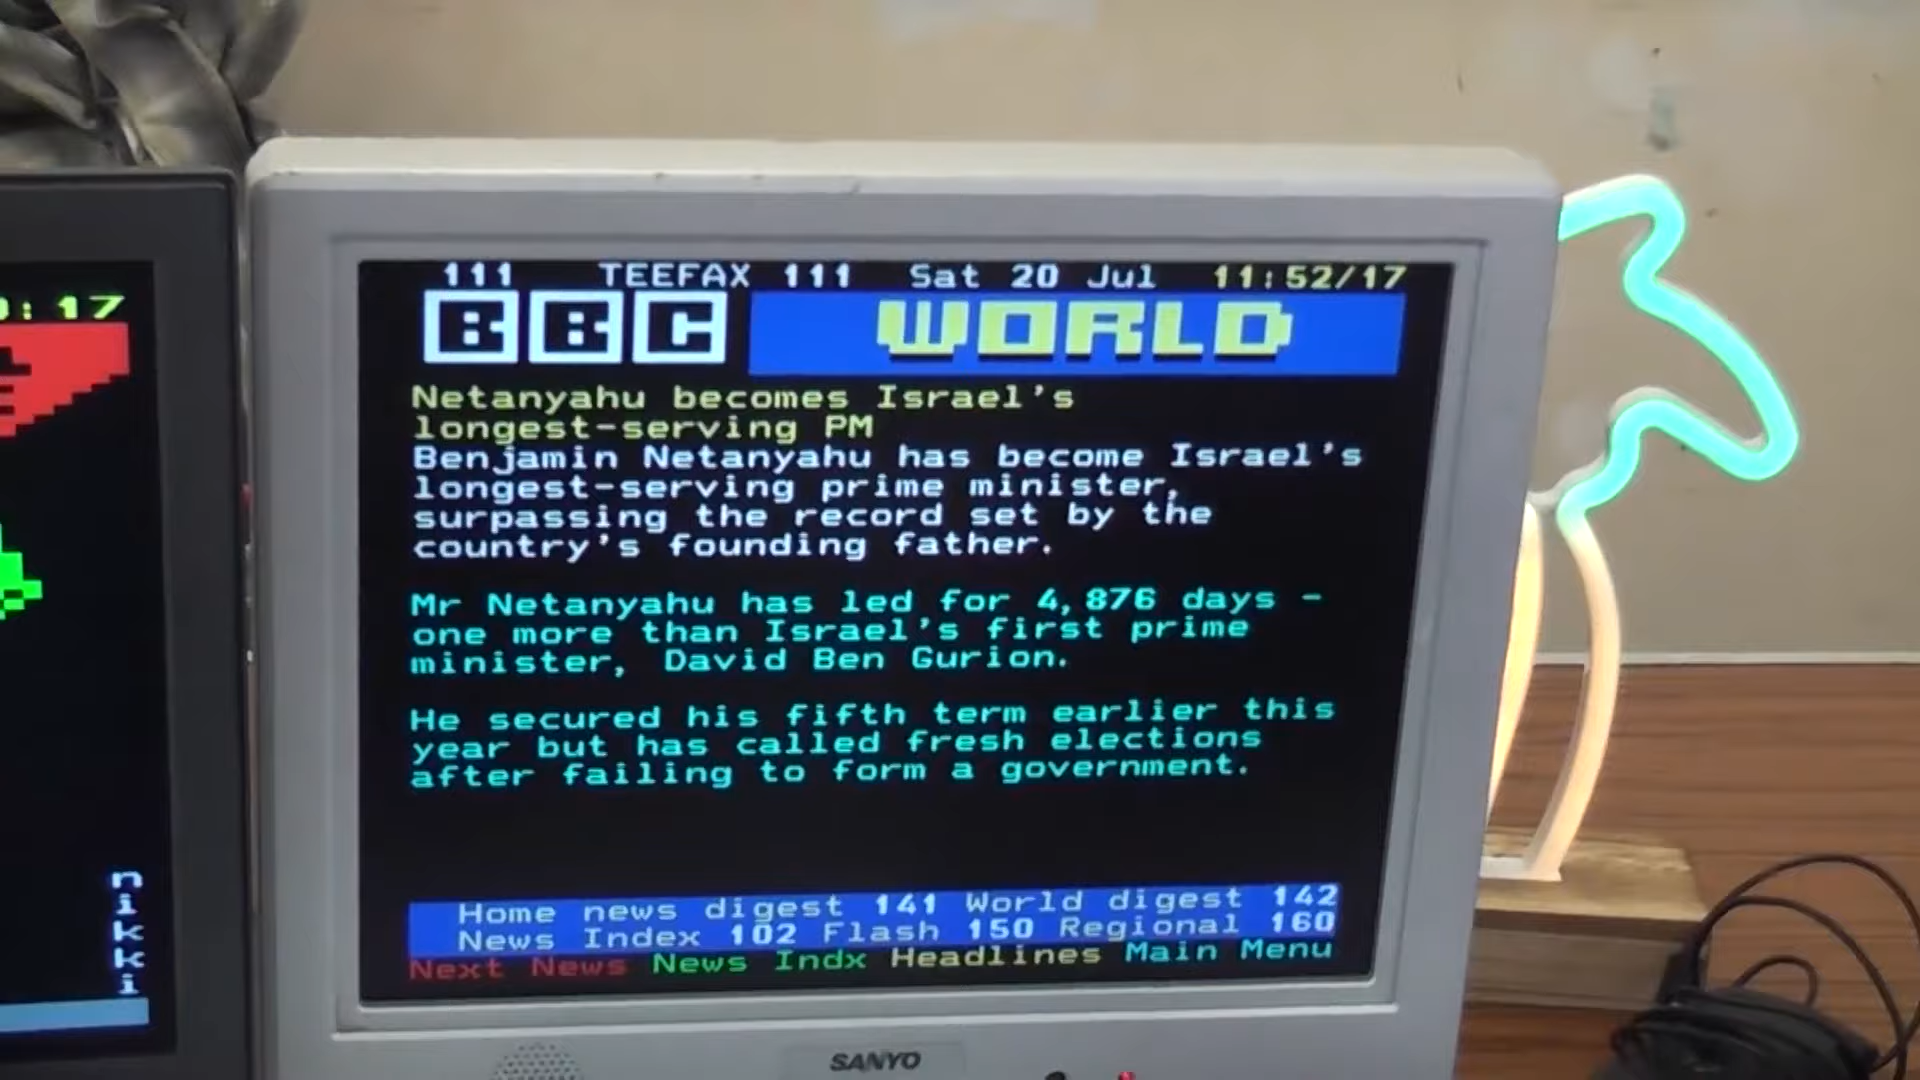 :17
n
i
k
k
i
111 TEEFAX 111 Sat 20 Jul 11:52/17
BBC WORLD
Netanyahu becomes Israel's
longest-serving PM
Benjamin Netanyahu has become Israel's
longest-serving prime minister,
surpassing the record set by the
country's founding father.
Mr Netanyahu has led for 4,876 days -
one more than Israel's first prime
minister, David Ben Gurion.
He secured his fifth term earlier this
year but has called fresh elections
after failing to form a government.
Home news digest 141 World digest 142
News Index 102 Flash 150 Regional 160
Next News News Indx Headlines Main Menu
SANYO